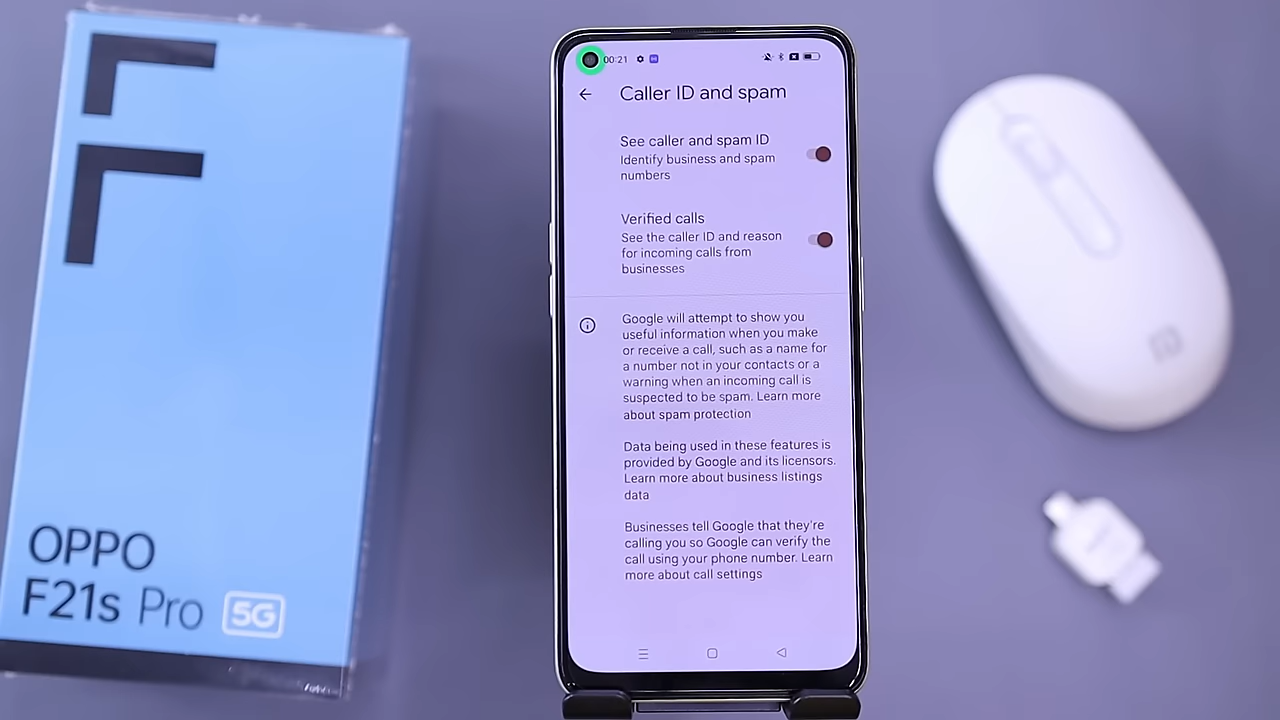 OPPO
F21s Pro 5G
00:21
Caller ID and spam
See caller and spam ID
Identify business and spam
numbers
Verified calls
See the caller ID and reason
for incoming calls from
businesses
Google will attempt to show you
useful information when you make
or receive a call, such as a name for
a number not in your contacts or a
warning when an incoming call is
suspected to be spam. Learn more
about spam protection
Data being used in these features is
provided by Google and its licensors.
Learn more about business listings
data
Businesses tell Google that they're
calling you so Google can verify the
call using your phone number. Learn
more about call settings